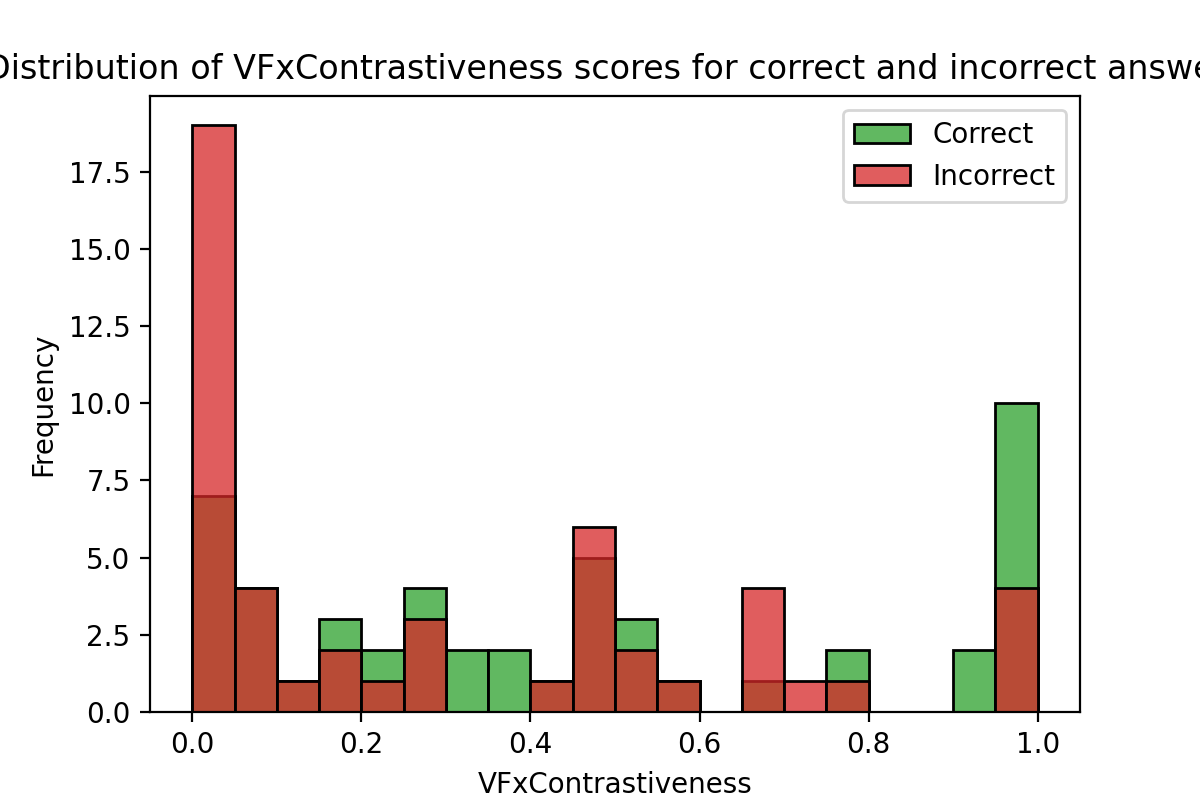 Distribution of VFxContrastiveness scores for correct and incorrect answe
Correct
Incorrect
17.5
15.0
12.5
10.0
7.5
5.0
2.5
0.0
Frequency
0.0 0.2 0.4 0.6 0.8 1.0
VFxContrastiveness